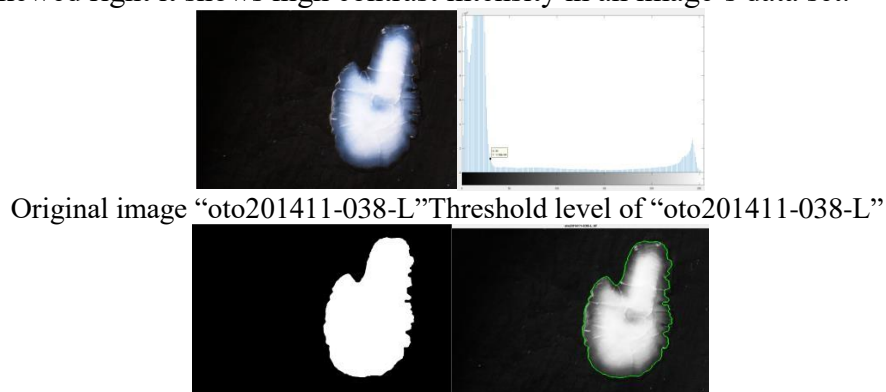 showed right it shows high contrast intensity in an image's data set.
Original image “oto201411-038-L”Threshold level of “oto201411-038-L”